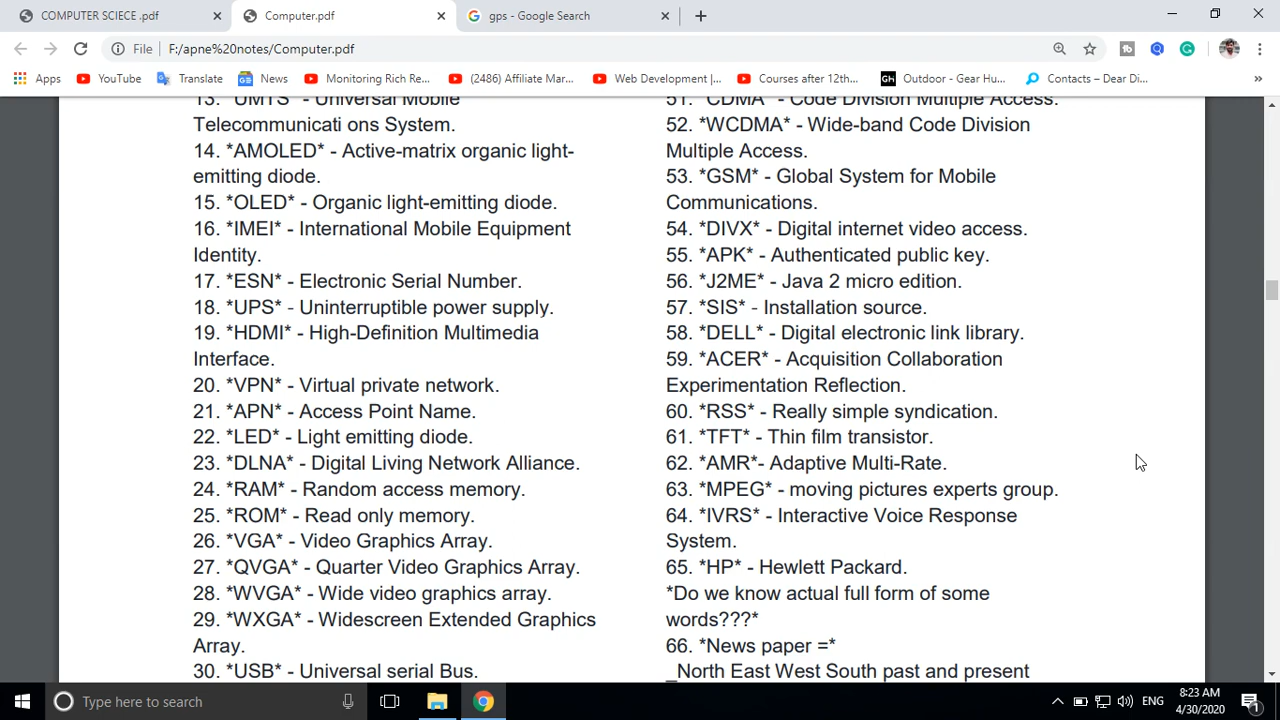 COMPUTER SCIECE .pdf
Computer.pdf
gps - Google Search
File F:/apne%20notes/Computer.pdf
Apps YouTube Translate News Monitoring Rich Re... (2486) Affiliate Mar... Web Development |... Courses after 12th... Outdoor - Gear Hu... Contacts – Dear Di... »
13. *UMTS* - Universal Mobile
Telecommunicati ons System.
14. *AMOLED* - Active-matrix organic light-
emitting diode.
15. *OLED* - Organic light-emitting diode.
16. *IMEI* - International Mobile Equipment
Identity.
17. *ESN* - Electronic Serial Number.
18. *UPS* - Uninterruptible power supply.
19. *HDMI* - High-Definition Multimedia
Interface.
20. *VPN* - Virtual private network.
21. *APN* - Access Point Name.
22. *LED* - Light emitting diode.
23. *DLNA* - Digital Living Network Alliance.
24. *RAM* - Random access memory.
25. *ROM* - Read only memory.
26. *VGA* - Video Graphics Array.
27. *QVGA* - Quarter Video Graphics Array.
28. *WVGA* - Wide video graphics array.
29. *WXGA* - Widescreen Extended Graphics
Array.
30. *USB* - Universal serial Bus.
51. *CDMA* - Code Division Multiple Access.
52. *WCDMA* - Wide-band Code Division
Multiple Access.
53. *GSM* - Global System for Mobile
Communications.
54. *DIVX* - Digital internet video access.
55. *APK* - Authenticated public key.
56. *J2ME* - Java 2 micro edition.
57. *SIS* - Installation source.
58. *DELL* - Digital electronic link library.
59. *ACER* - Acquisition Collaboration
Experimentation Reflection.
60. *RSS* - Really simple syndication.
61. *TFT* - Thin film transistor.
62. *AMR*- Adaptive Multi-Rate.
63. *MPEG* - moving pictures experts group.
64. *IVRS* - Interactive Voice Response
System.
65. *HP* - Hewlett Packard.
*Do we know actual full form of some
words???*
66. *News paper =*
_North East West South past and present
Type here to search
ENG
8:23 AM
4/30/2020